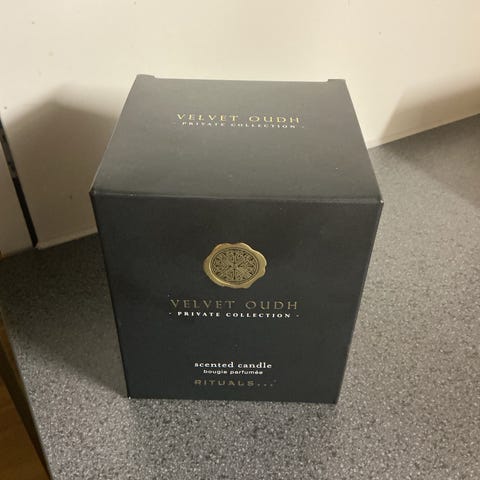 VELVET OUDH
· PRIVATE COLLECTION ·
VELVET OUDH
· PRIVATE COLLECTION ·
scented candle
bougie parfumée
RITUALS...